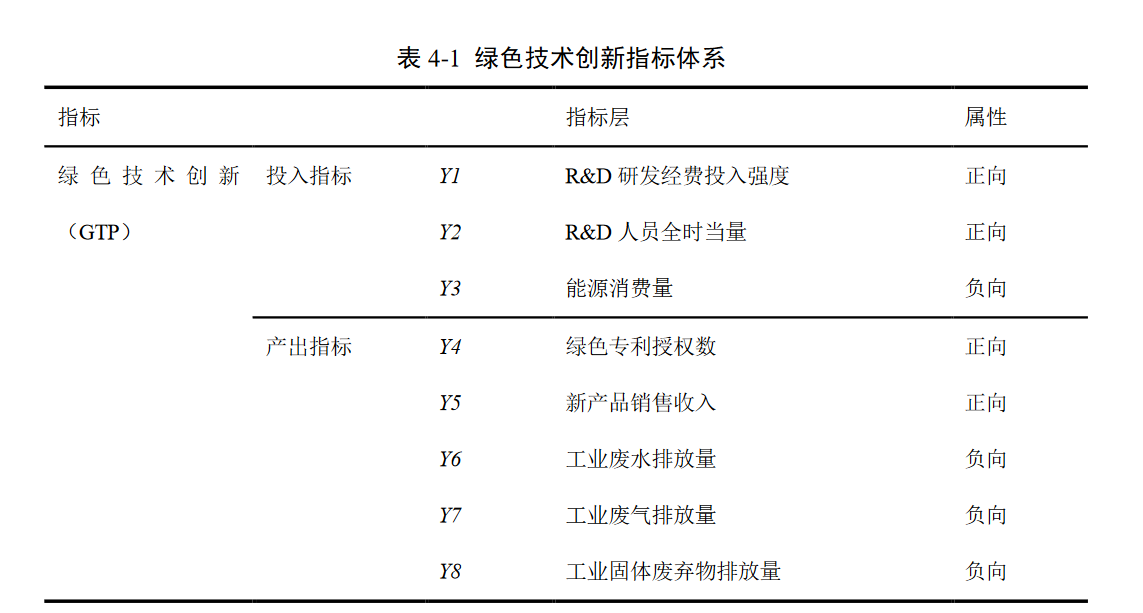 表 4-1 绿色技术创新指标体系
指标 指标层 属性
绿色技术创新 投入指标 Y1 R&D 研发经费投入强度 正向
（GTP） Y2 R&D 人员全时当量 正向
Y3 能源消费量 负向
产出指标 Y4 绿色专利授权数 正向
Y5 新产品销售收入 正向
Y6 工业废水排放量 负向
Y7 工业废气排放量 负向
Y8 工业固体废弃物排放量 负向